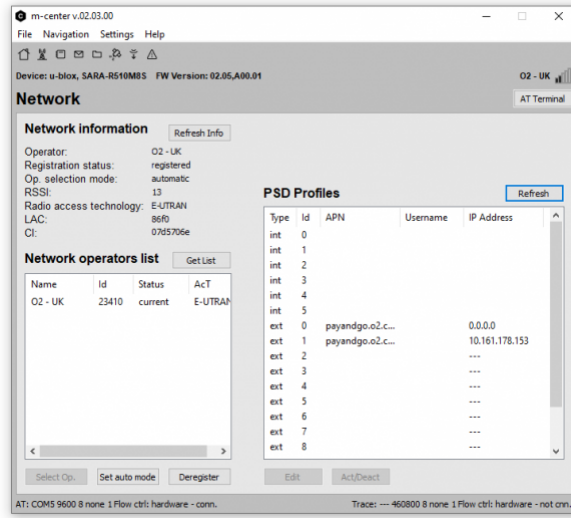 m-center v.02.03.00
File Navigation Settings Help
Device: u-blox, SARA-R510M8S FW Version: 02.05,A00.01
O2 - UK
Network
AT Terminal
Network information
Refresh Info
Operator: O2 - UK
Registration status: registered
Op. selection mode: automatic
RSSI: 13
Radio access technology: E-UTRAN
LAC: 86f0
CI: 07d5706e
Network operators list
Get List
Name Id Status AcT
O2 - UK 23410 current E-UTRAN
Select Op.
Set auto mode
Deregister
PSD Profiles
Refresh
Type Id APN Username IP Address
int 0
int 1
int 2
int 3
int 4
int 5
ext 0 payandgo.o2.c... 0.0.0.0
ext 1 payandgo.o2.c... 10.161.178.153
ext 2 ---
ext 3 ---
ext 4 ---
ext 5 ---
ext 6 ---
ext 7 ---
ext 8 ---
Edit
Act/Deact
AT: COM5 9600 8 none 1 Flow ctrl: hardware - conn.
Trace: --- 460800 8 none 1 Flow ctrl: hardware - not cnn.